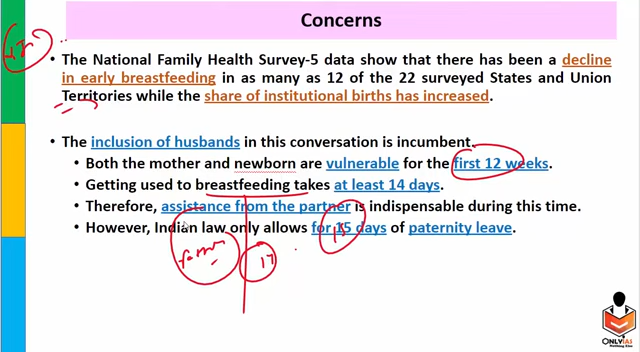 Concerns
• The National Family Health Survey-5 data show that there has been a decline
in early breastfeeding in as many as 12 of the 22 surveyed States and Union
Territories while the share of institutional births has increased.
• The inclusion of husbands in this conversation is incumbent.
• Both the mother and newborn are vulnerable for the first 12 weeks.
• Getting used to breastfeeding takes at least 14 days.
• Therefore, assistance from the partner is indispensable during this time.
• However, Indian law only allows for 15 days of paternity leave.
15
17
ONLYIAS